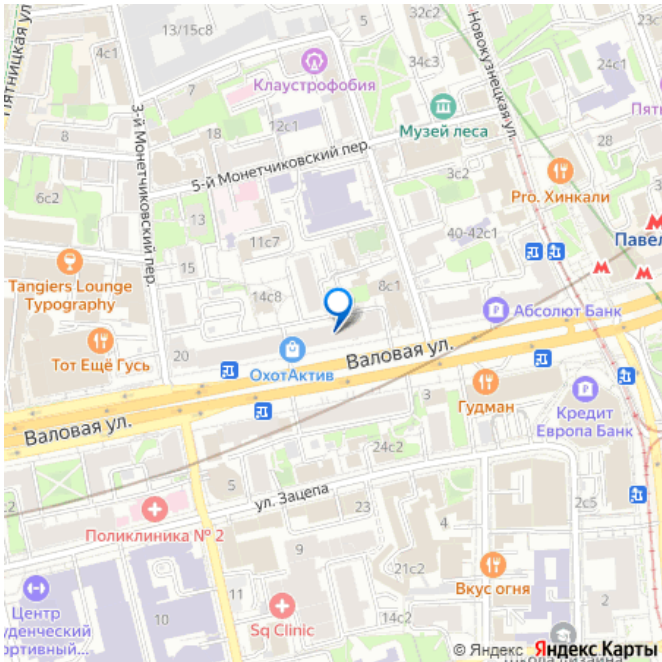 13/15с8
32с2
Пятницкая ул.
4с1
Клаустрофобия
34с3
Новокузнецкая ул.
24с1
3-й Монетчиковский пер.
8
18
12с1
Музей леса
5-й Монетчиковский пер.
3с2
Pro. Хинкали
6с2
13
11с7
40-42с1
Tangiers Lounge
Typography
15
14с8
8с1
Абсолют Банк
Тот Ещё Гусь
20
ОхотАктив
Валовая ул.
Валовая ул.
3
Гудман
Кредит
Европа Банк
24с2
5
ул. Зацепа
2с5
Поликлиника № 2
23
4
9
21с2
Вкус огня
11
Центр
10
Sq Clinic
14с2
2
© Яндекс Яндекс Карты